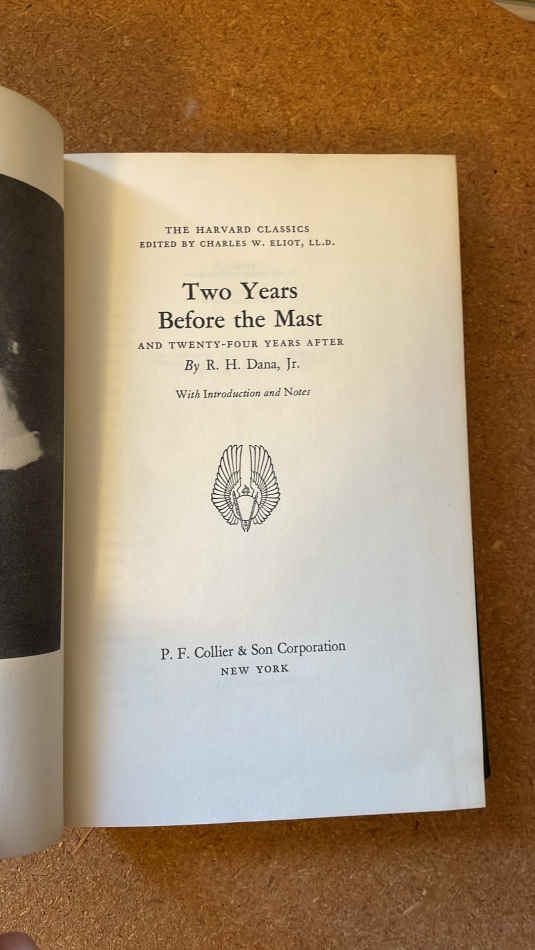 THE HARVARD CLASSICS
EDITED BY CHARLES W. ELIOT, LL.D.
Two Years
Before the Mast
AND TWENTY-FOUR YEARS AFTER
By R. H. Dana, Jr.
With Introduction and Notes
P. F. Collier & Son Corporation
NEW YORK